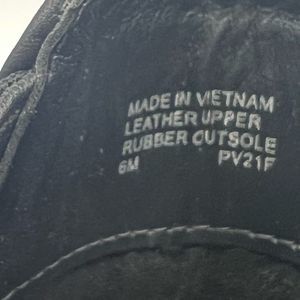 MADE IN VIETNAM
LEATHER UPPER
RUBBER OUTSOLE
6M PV21F